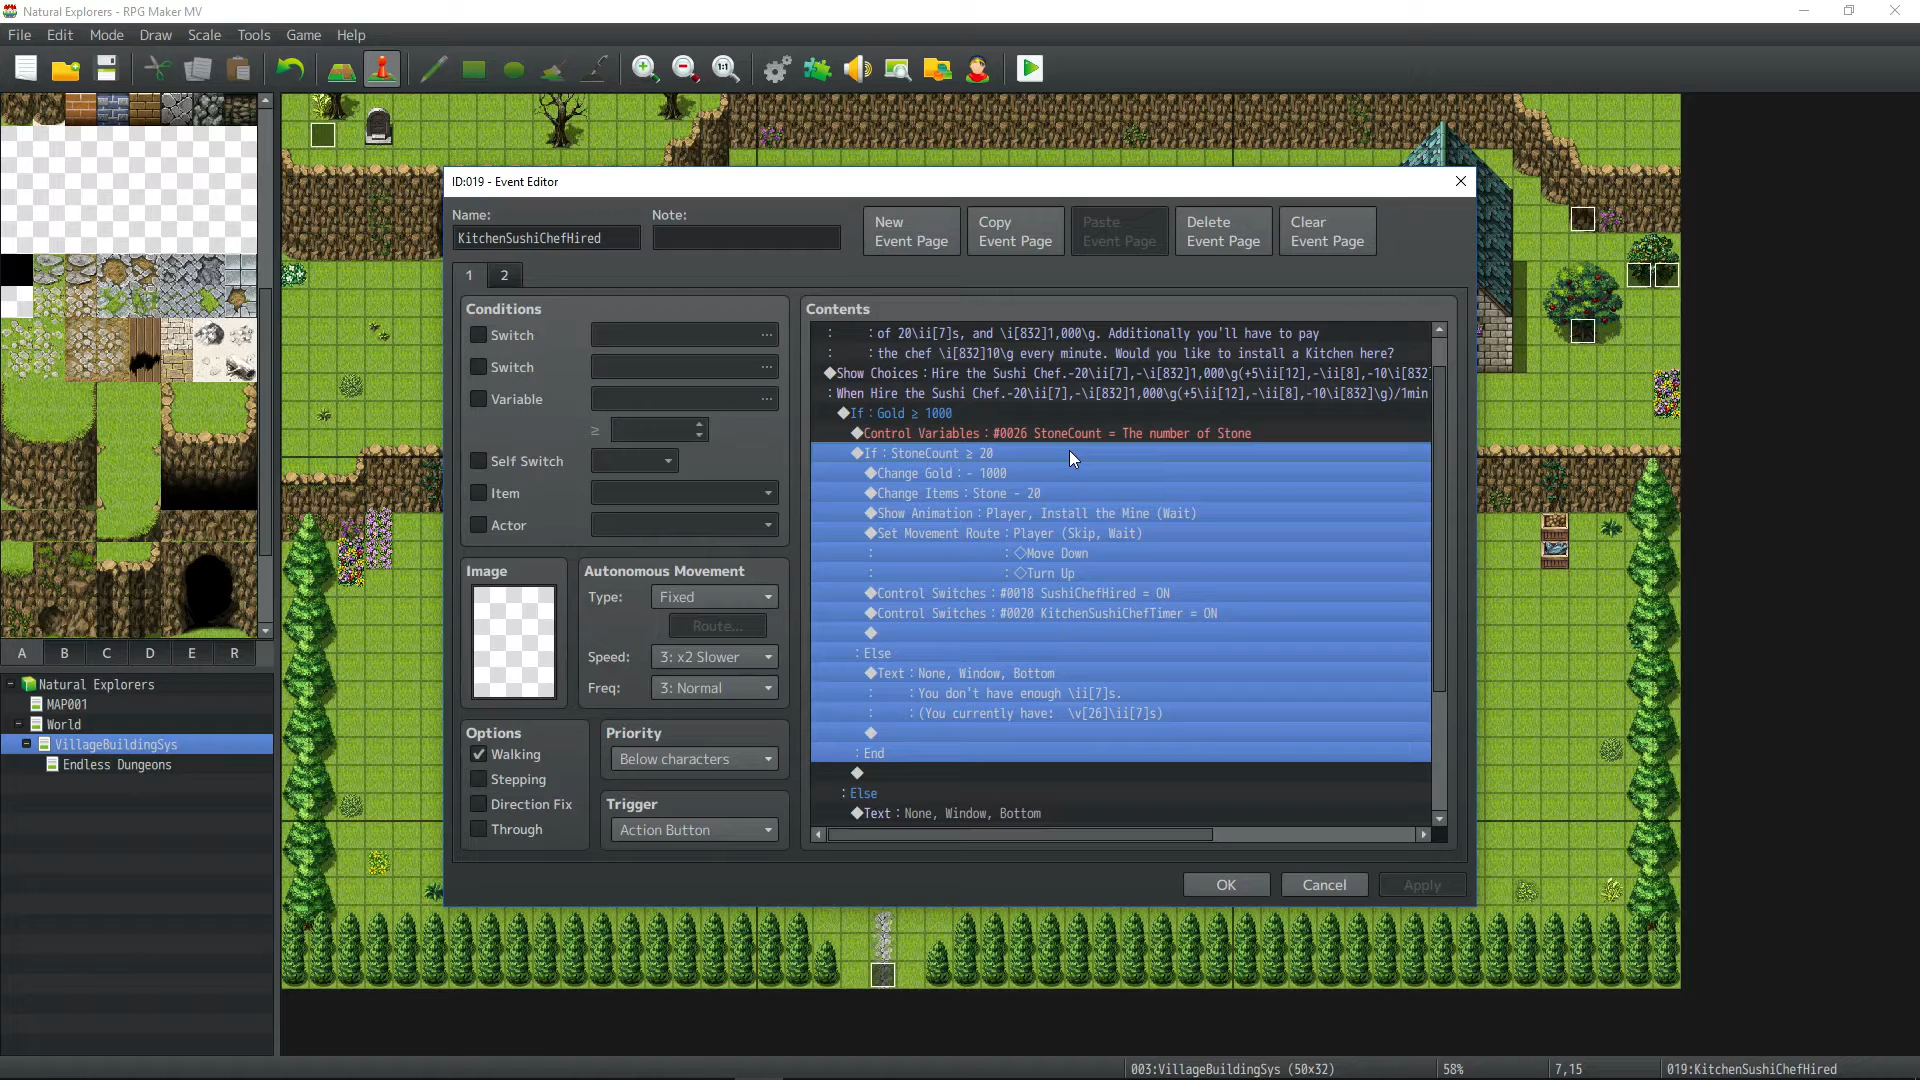 Natural Explorers - RPG Maker MV
File Edit Mode Draw Scale Tools Game Help
1:1
ID:019 - Event Editor
Name: Note:
KitchenSushiChefHired
New Event Page
Copy Event Page
Paste Event Page
Delete Event Page
Clear Event Page
1 2
Conditions
Switch ...
Switch ...
Variable ...
≥
Self Switch
Item
Actor
Image
Autonomous Movement
Type: Fixed
Route...
Speed: 3: x2 Slower
Freq: 3: Normal
Options
Walking
Stepping
Direction Fix
Through
Priority
Below characters
Trigger
Action Button
Contents
: : of 20\ii[7]s, and \i[832]1,000\g. Additionally you'll have to pay
: : the chef \i[832]10\g every minute. Would you like to install a Kitchen here?
◆Show Choices : Hire the Sushi Chef.-20\ii[7],-\i[832]1,000\g(+5\ii[12],-\ii[8],-10\i[832]
: When Hire the Sushi Chef.-20\ii[7],-\i[832]1,000\g(+5\ii[12],-\ii[8],-10\i[832]\g)/1min
◆If : Gold ≥ 1000
◆Control Variables : #0026 StoneCount = The number of Stone
◆If : StoneCount ≥ 20
◆Change Gold : - 1000
◆Change Items : Stone - 20
◆Show Animation : Player, Install the Mine (Wait)
◆Set Movement Route : Player (Skip, Wait)
: : ◇Move Down
: : ◇Turn Up
◆Control Switches : #0018 SushiChefHired = ON
◆Control Switches : #0020 KitchenSushiChefTimer = ON
◆
: Else
◆Text : None, Window, Bottom
: : You don't have enough \ii[7]s.
: : (You currently have: \v[26]\ii[7]s)
◆
: End
◆
: Else
◆Text : None, Window, Bottom
OK Cancel Apply
A B C D E R
Natural Explorers
MAP001
World
VillageBuildingSys
Endless Dungeons
003:VillageBuildingSys (50x32) 58% 7,15 019:KitchenSushiChefHired